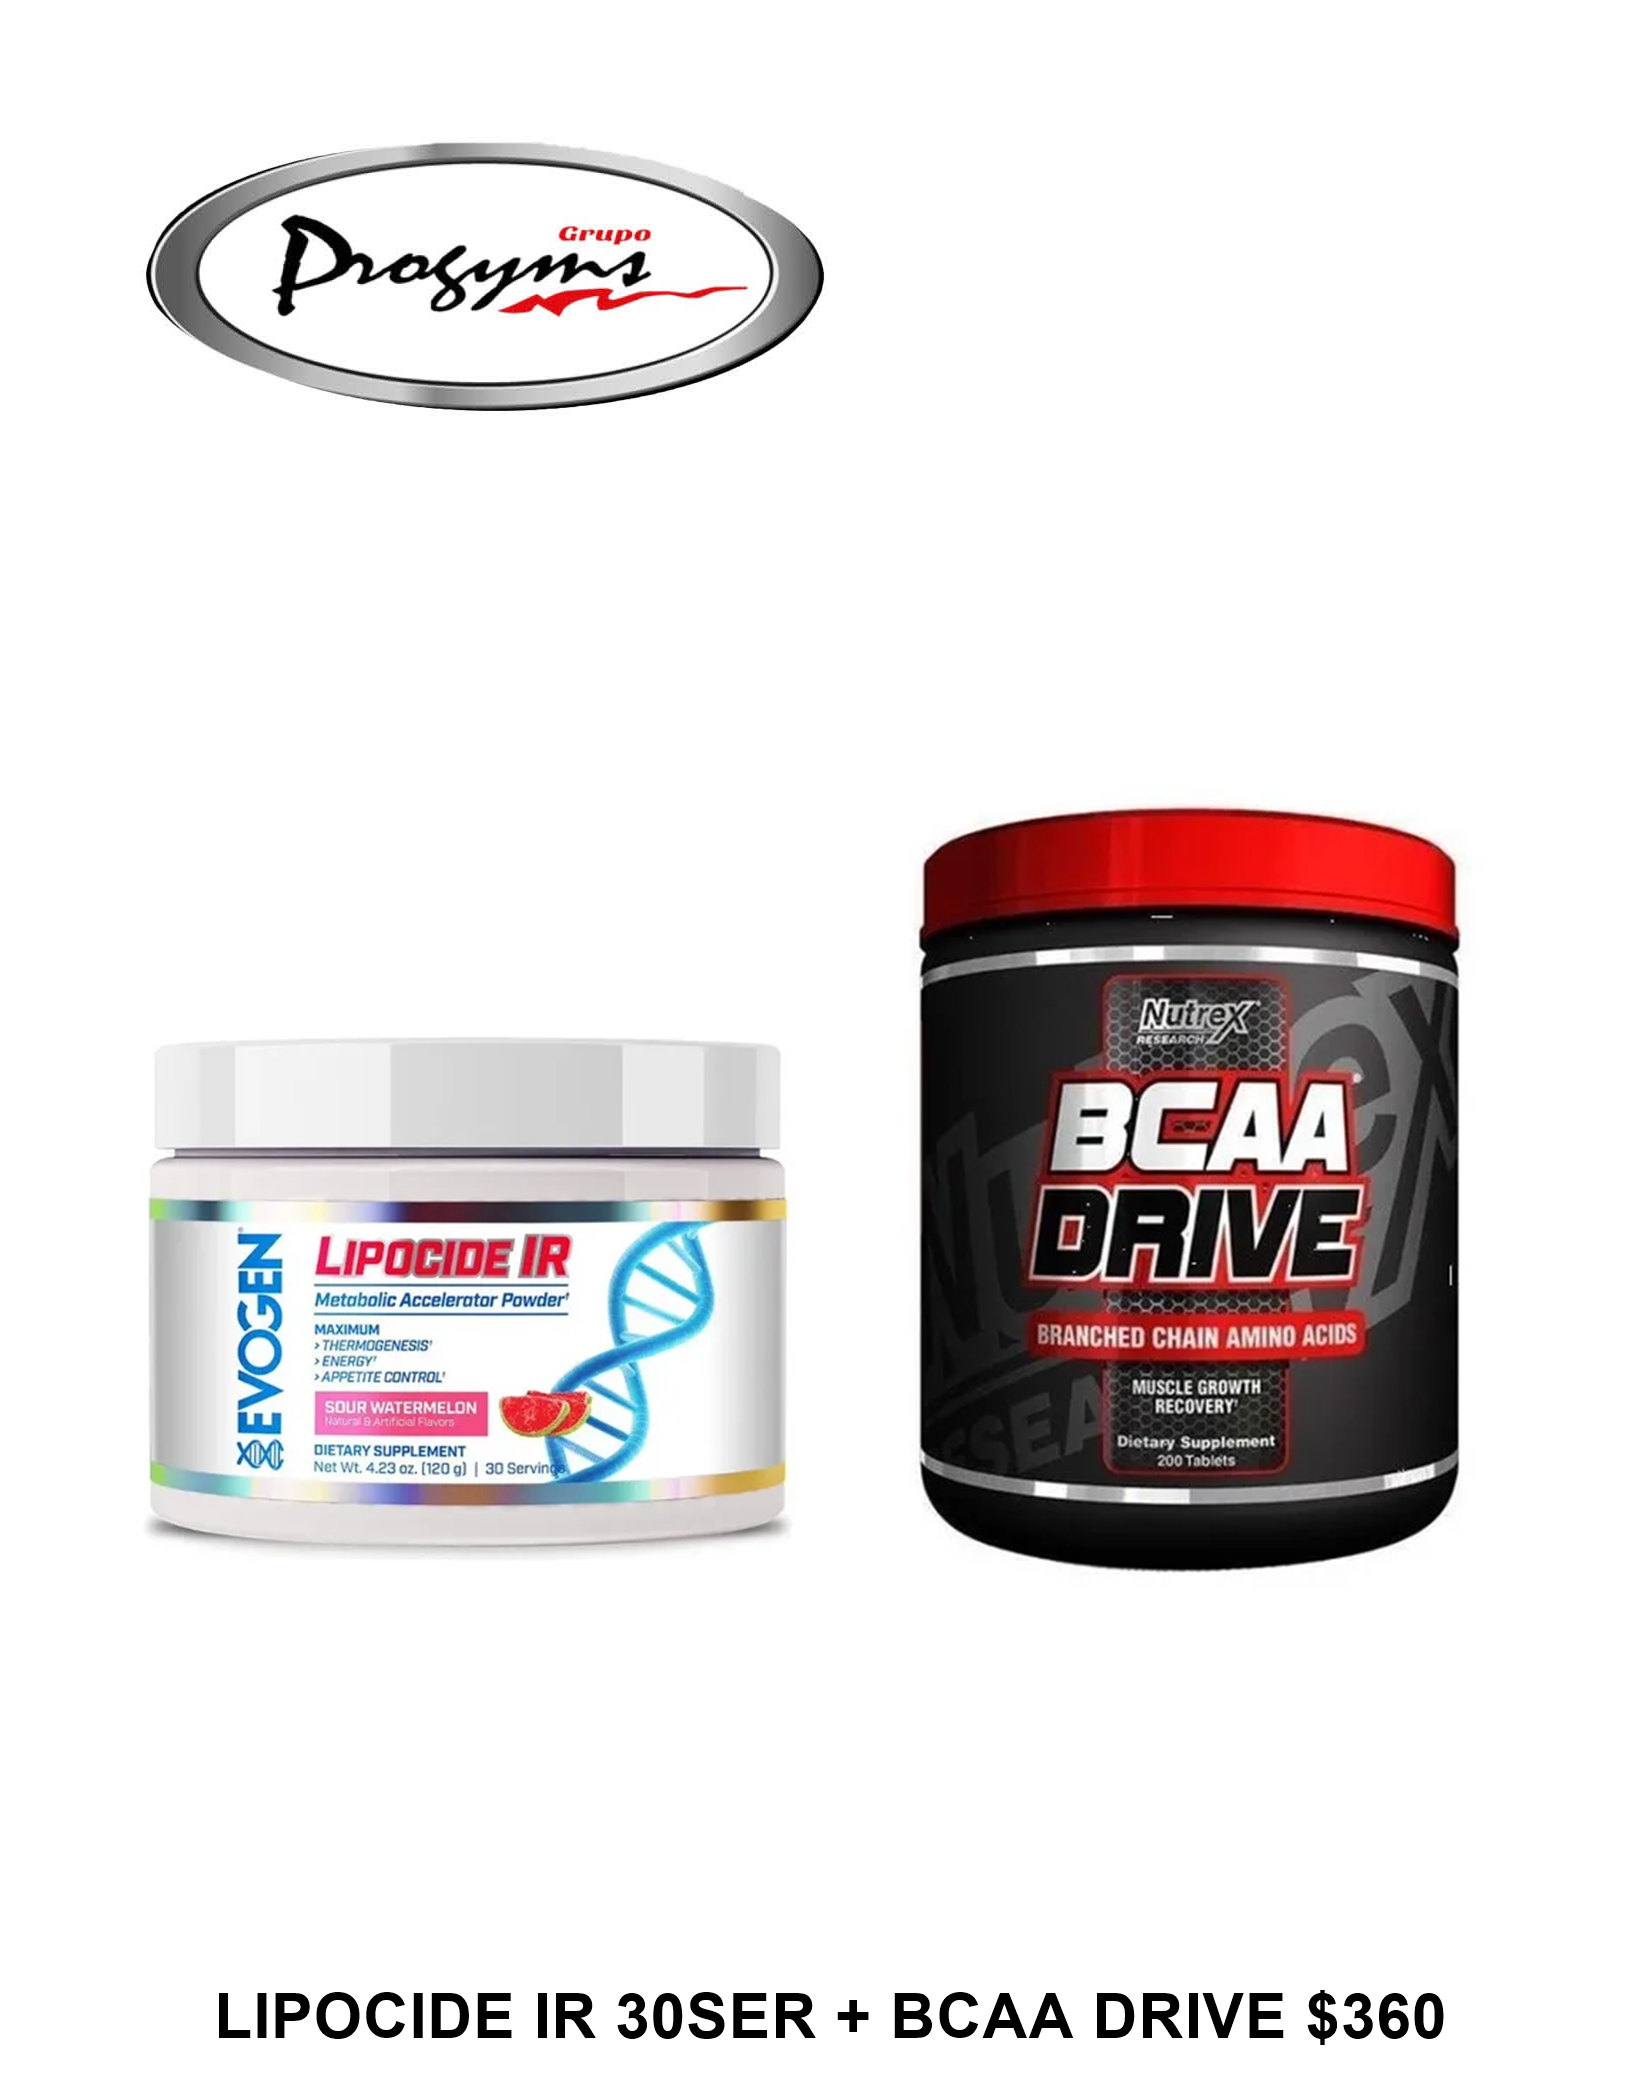 Grupo
Progyms
EVOGEN
LIPOCIDE IR
Metabolic Accelerator Powder†
MAXIMUM
› THERMOGENESIS†
› ENERGY†
› APPETITE CONTROL†
SOUR WATERMELON
Natural & Artificial Flavors
DIETARY SUPPLEMENT
Net Wt. 4.23 oz. (120 g) | 30 Servings
Nutrex
RESEARCH
BCAA
DRIVE
BRANCHED CHAIN AMINO ACIDS
MUSCLE GROWTH
RECOVERY†
Dietary Supplement
200 Tablets
LIPOCIDE IR 30SER + BCAA DRIVE $360